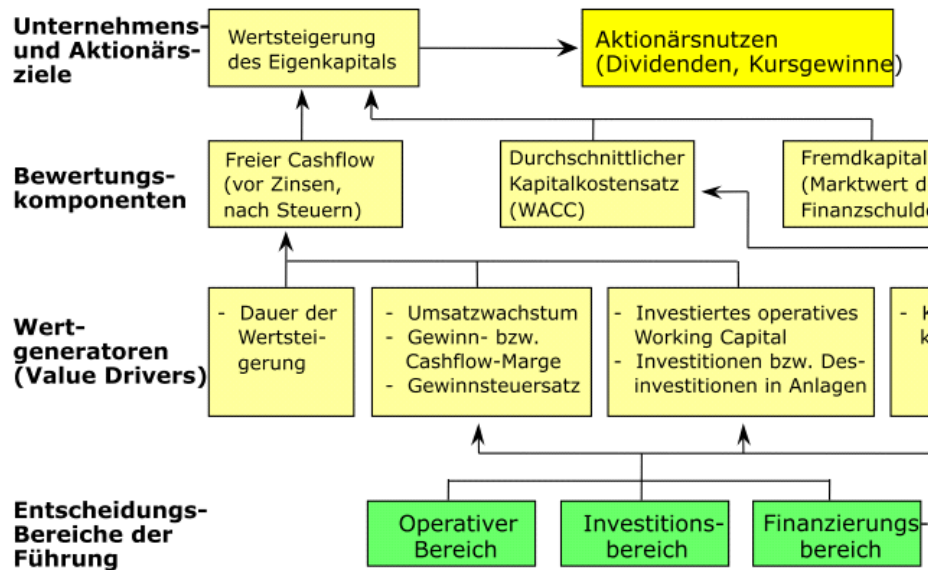 Unternehmens-
und Aktionärs-
ziele
Wertsteigerung
des Eigenkapitals
Aktionärsnutzen
(Dividenden, Kursgewinne)
Bewertungs-
komponenten
Freier Cashflow
(vor Zinsen,
nach Steuern)
Durchschnittlicher
Kapitalkostensatz
(WACC)
Fremdkapital
(Marktwert d
Finanzschuld
Wert-
generatoren
(Value Drivers)
- Dauer der
Wertstei-
gerung
- Umsatzwachstum
- Gewinn- bzw.
Cashflow-Marge
- Gewinnsteuersatz
- Investiertes operatives
Working Capital
- Investitionen bzw. Des-
investitionen in Anlagen
- K
k
Entscheidungs-
Bereiche der
Führung
Operativer
Bereich
Investitions-
bereich
Finanzierungs-
bereich